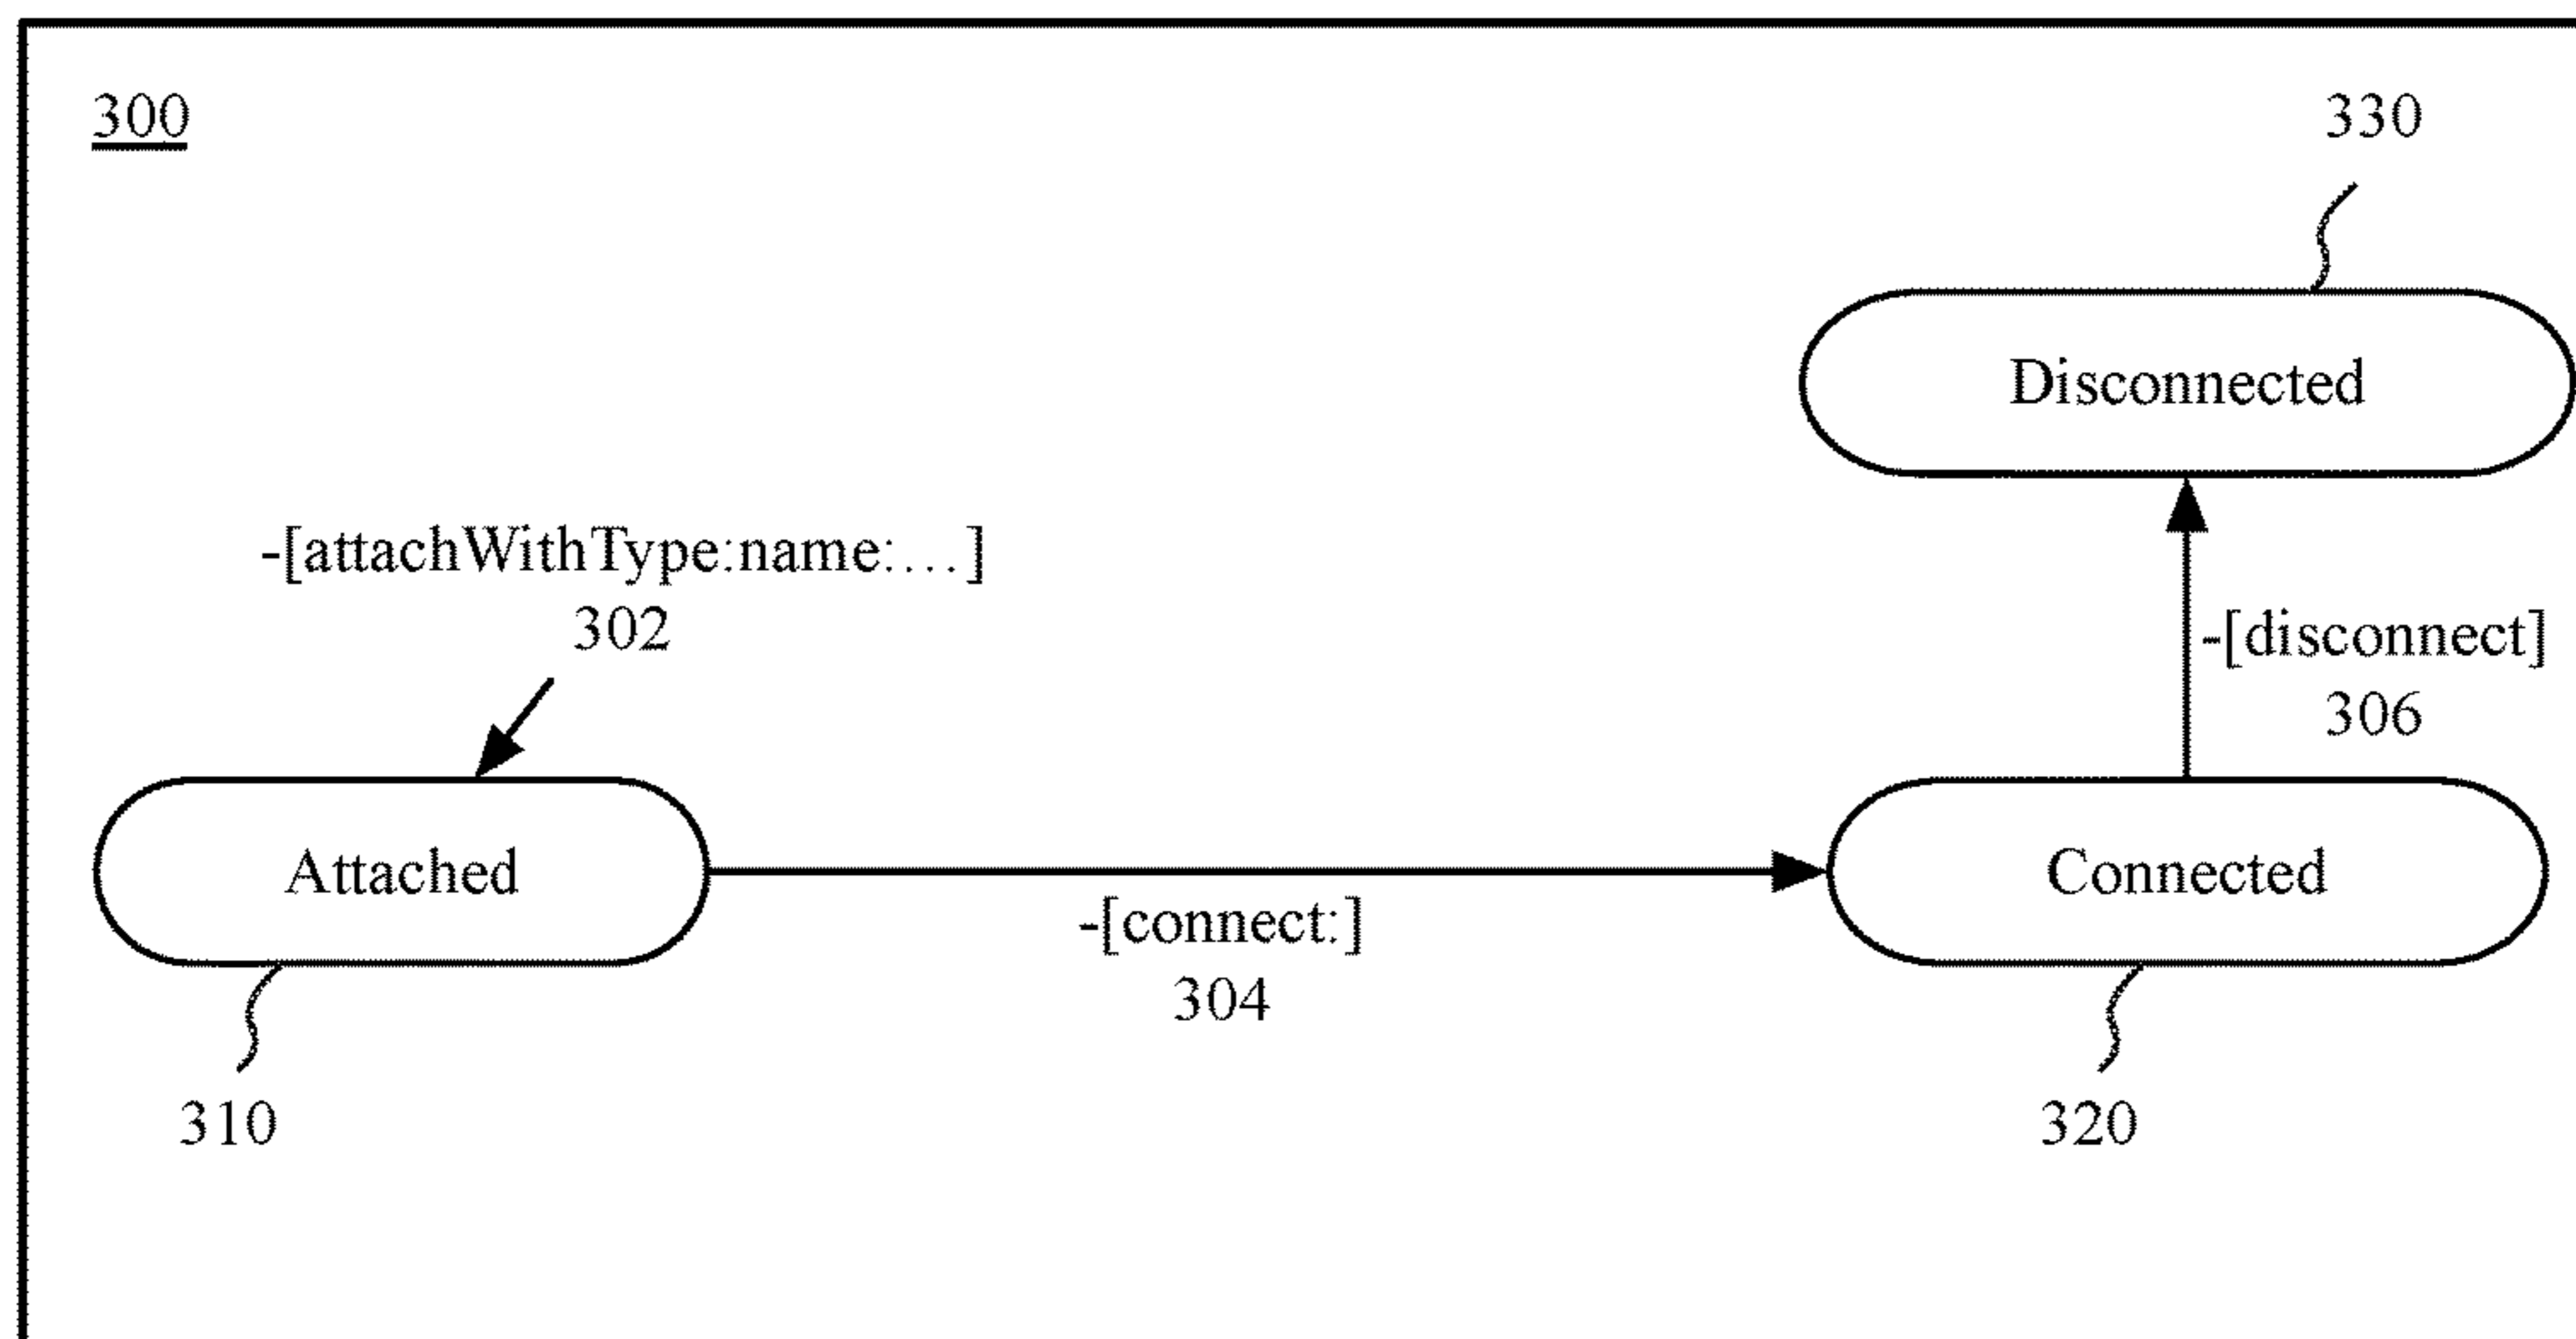 300
330
Disconnected
-[attachWithType:name:…]
302
-[disconnect]
306
Attached
Connected
-[connect:]
304
310
320